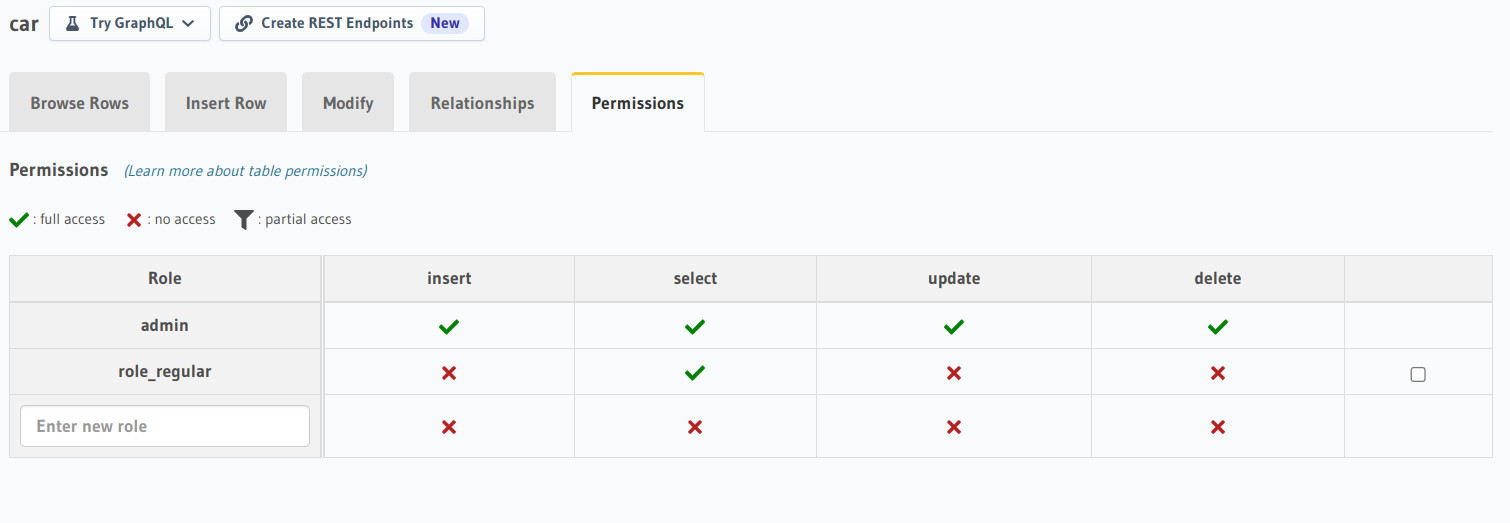 car Try GraphQL Create REST Endpoints New
Browse Rows Insert Row Modify Relationships Permissions
Permissions (Learn more about table permissions)
: full access : no access : partial access
Role insert select update delete
admin
role_regular
Enter new role